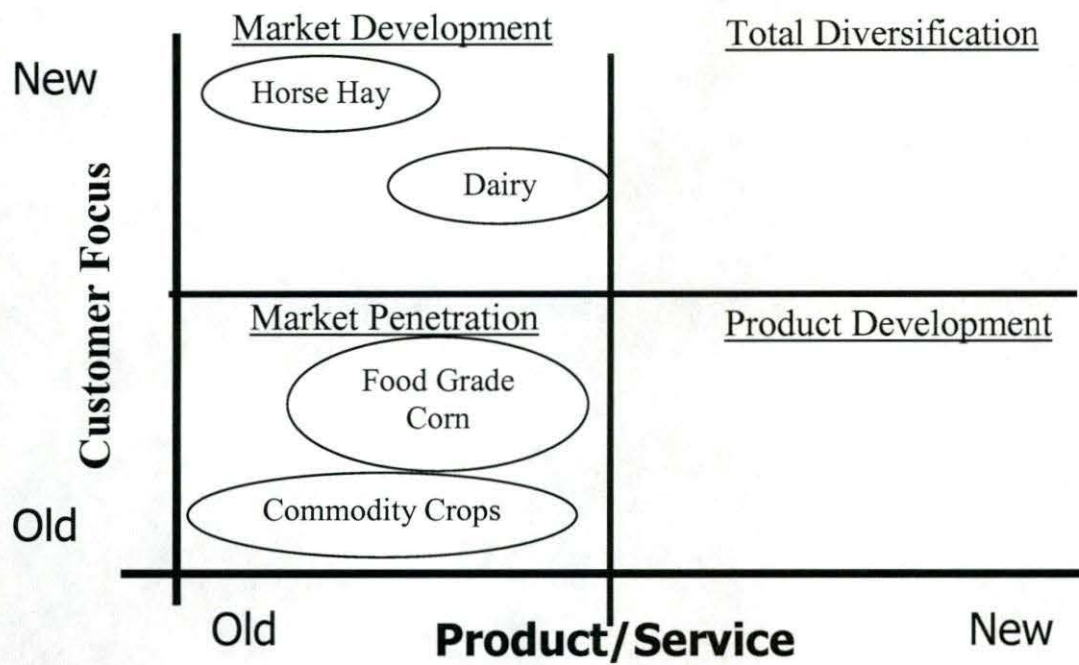 Market Development
Total Diversification
New
Horse Hay
Dairy
Customer Focus
Market Penetration
Product Development
Food Grade
Corn
Commodity Crops
Old
Old
Product/Service
New